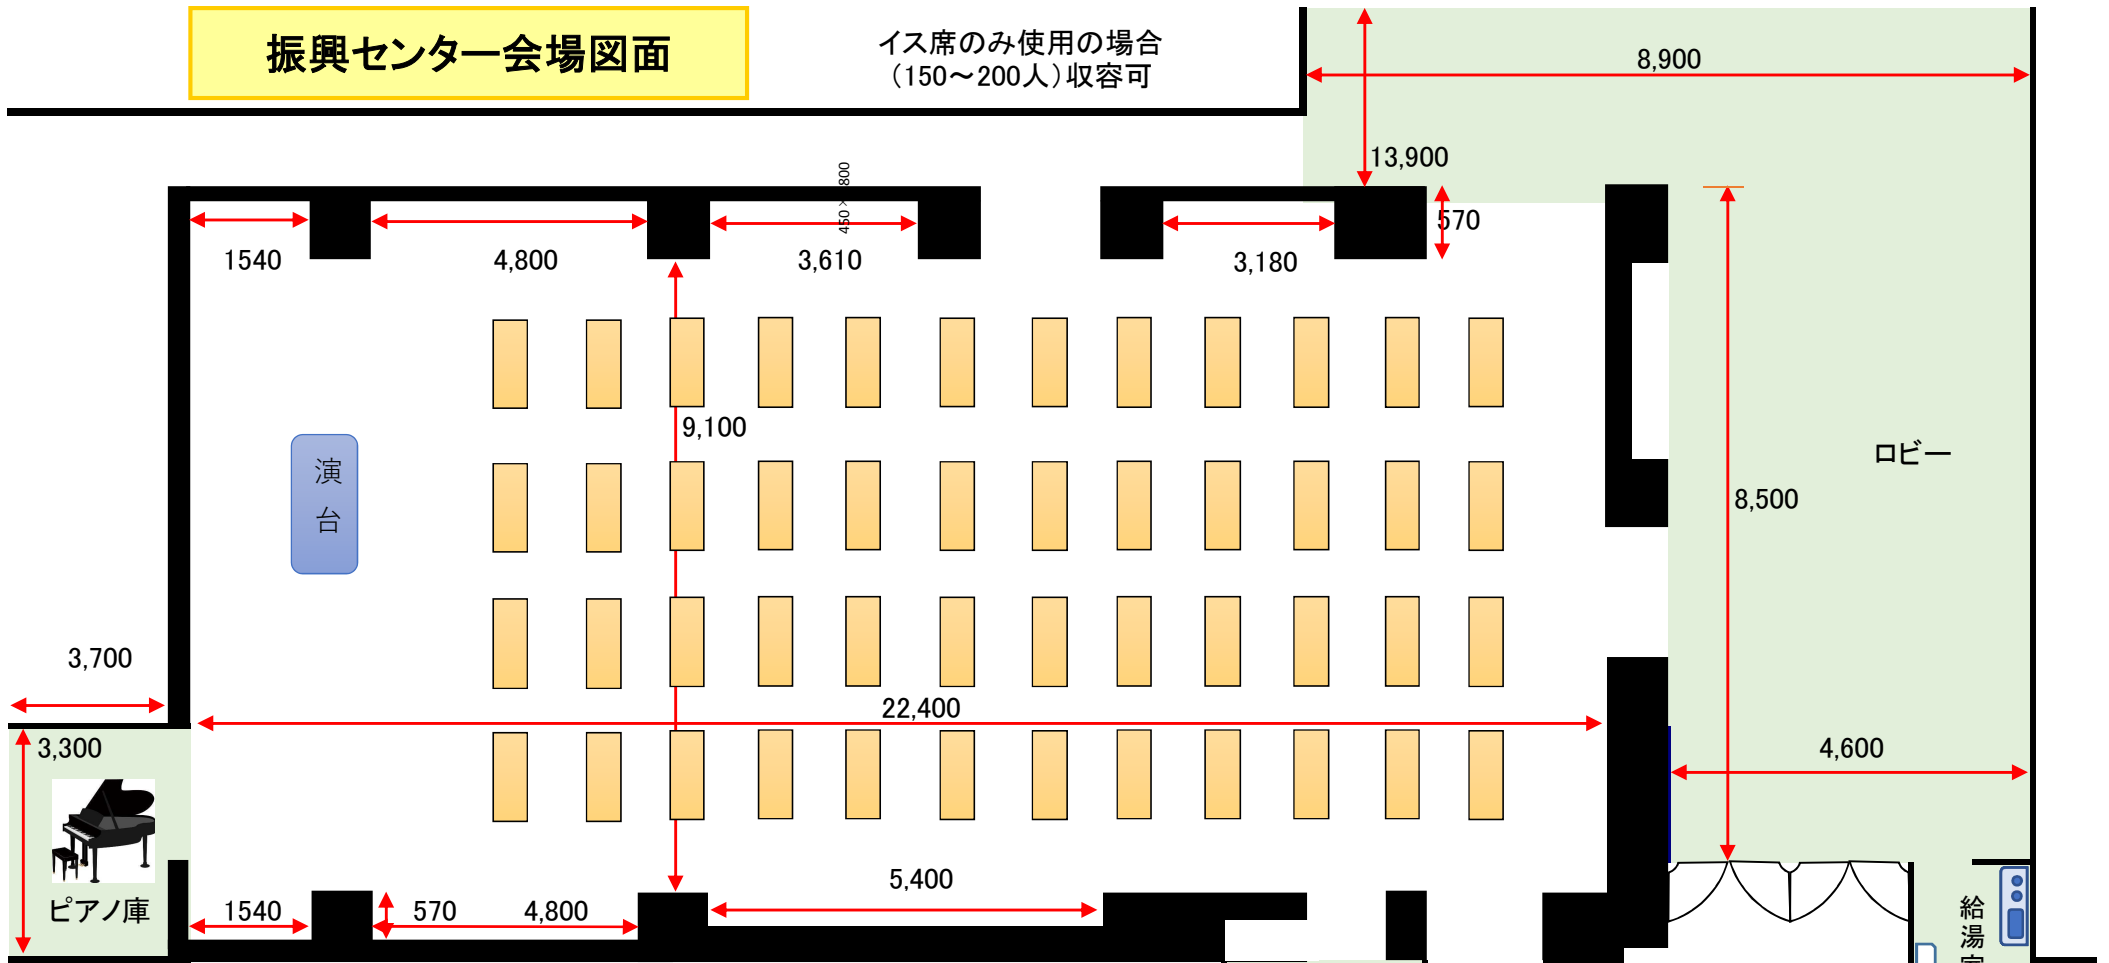 振興センター会場図面
イス席のみ使用の場合
（150～200人）収容可
8,900
13,900
570
1540
4,800
3,610
3,180
9,100
演
台
ロビー
8,500
3,700
22,400
3,300
4,600
ピアノ庫
1540
570
4,800
5,400
給
湯